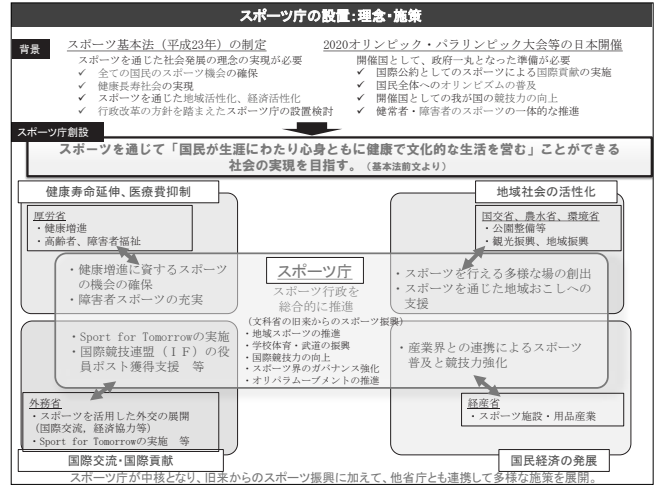 スポーツ庁の設置：理念・施策
背景
スポーツ基本法（平成23年）の制定
スポーツを通じた社会発展の理念の実現が必要
✓ 全ての国民のスポーツ機会の確保
✓ 健康長寿社会の実現
✓ スポーツを通じた地域活性化、経済活性化
✓ 行政改革の方針を踏まえたスポーツ庁の設置検討
2020オリンピック・パラリンピック大会等の日本開催
開催国として、政府一丸となった準備が必要
✓ 国際公約としてのスポーツによる国際貢献の実施
✓ 国民全体へのオリンピズムの普及
✓ 開催国としての我が国の競技力の向上
✓ 健常者・障害者のスポーツの一体的な推進
スポーツ庁創設
スポーツを通じて「国民が生涯にわたり心身ともに健康で文化的な生活を営む」ことができる
社会の実現を目指す。（基本法前文より）
健康寿命延伸、医療費抑制
厚労省
・健康増進
・高齢者、障害者福祉
・健康増進に資するスポーツ
の機会の確保
・障害者スポーツの充実
地域社会の活性化
国交省、農水省、環境省
・公園整備等
・観光振興、地域振興
・スポーツを行える多様な場の創出
・スポーツを通じた地域おこしへの
支援
スポーツ庁
スポーツ行政を
総合的に推進
（文科省の旧来からのスポーツ振興）
・地域スポーツの推進
・学校体育・武道の振興
・国際競技力の向上
・スポーツ界のガバナンス強化
・オリパラムーブメントの推進
・Sport for Tomorrowの実施
・国際競技連盟（ＩＦ）の役
員ポスト獲得支援　等
外務省
・スポーツを活用した外交の展開
（国際交流、経済協力等）
・Sport for Tomorrowの実施　等
国際交流・国際貢献
・産業界との連携によるスポーツ
普及と競技力強化
経産省
・スポーツ施設・用品産業
国民経済の発展
スポーツ庁が中核となり、旧来からのスポーツ振興に加えて、他省庁とも連携して多様な施策を展開。